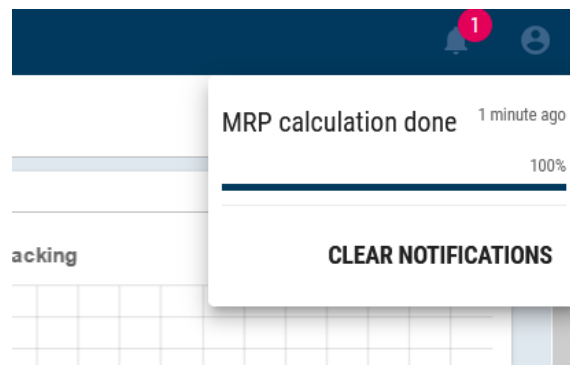 1
MRP calculation done 1 minute ago
100%
acking
CLEAR NOTIFICATIONS